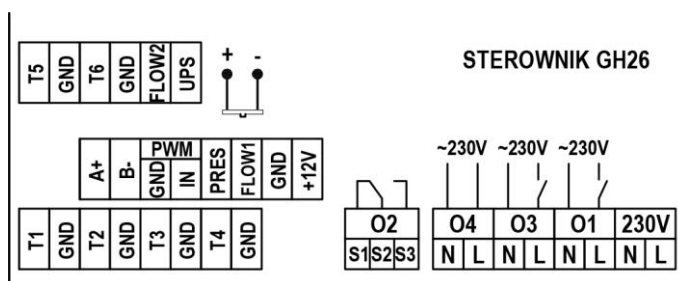 STEROWNIK GH26
T5 GND T6 GND FLOW2 UPS
+ -
~230V ~230V ~230V
A+ B- PWM GND IN PRES FLOW1 GND +12V
T1 GND T2 GND T3 GND T4 GND
O2 O4 O3 O1 230V
S1 S2 S3 N L N L N L N L